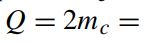 Q = 2m_c =